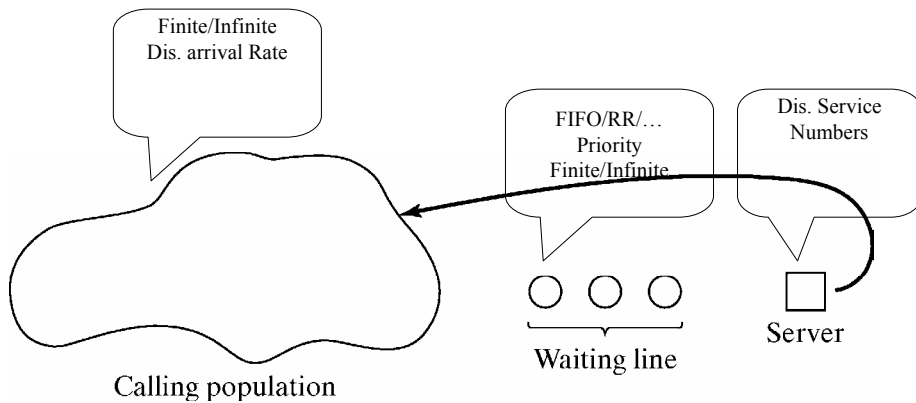 Finite/Infinite
Dis. arrival Rate
FIFO/RR/…
Priority
Finite/Infinite
Dis. Service
Numbers
Waiting line
Server
Calling population